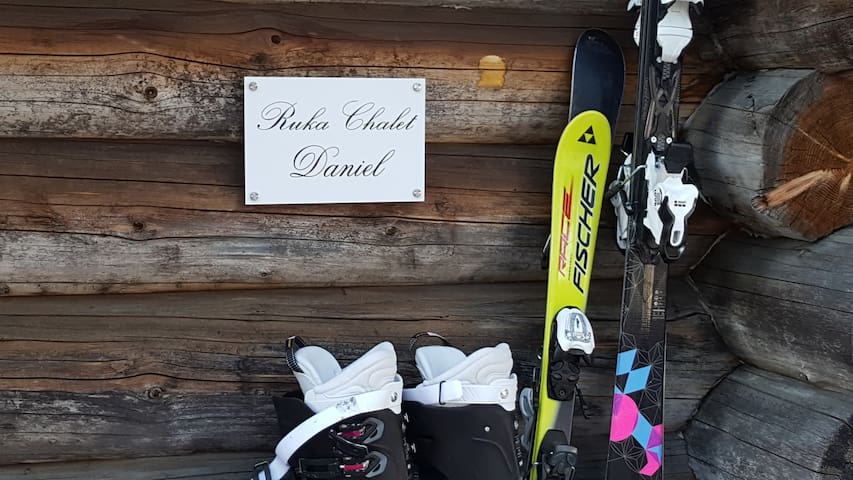 Ruka Chalet
Daniel
RACE
FISCHER